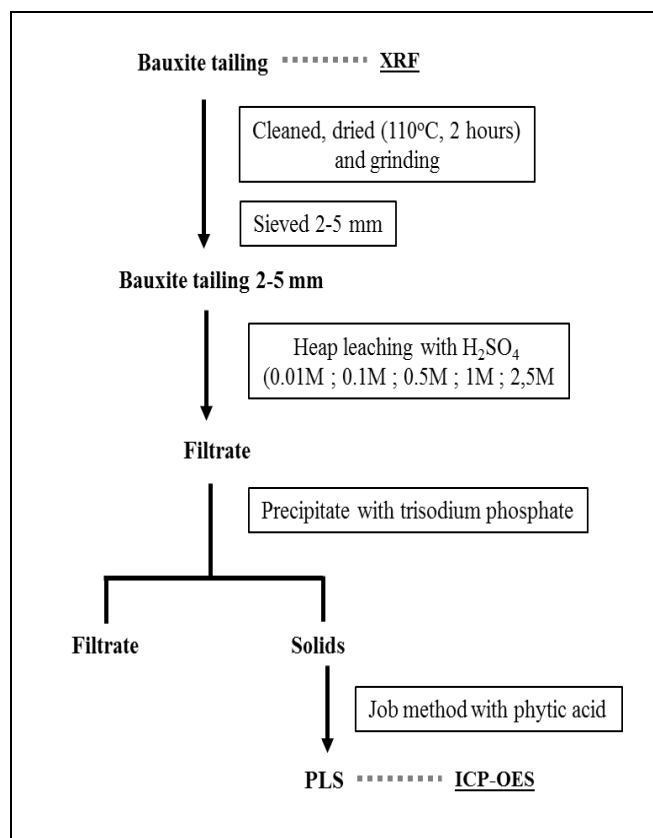 Bauxite tailing XRF
Cleaned, dried (110°C, 2 hours)
and grinding
Sieved 2-5 mm
Bauxite tailing 2-5 mm
Heap leaching with H₂SO₄
(0.01M ; 0.1M ; 0.5M ; 1M ; 2,5M
Filtrate
Precipitate with trisodium phosphate
Filtrate Solids
Job method with phytic acid
PLS ICP-OES